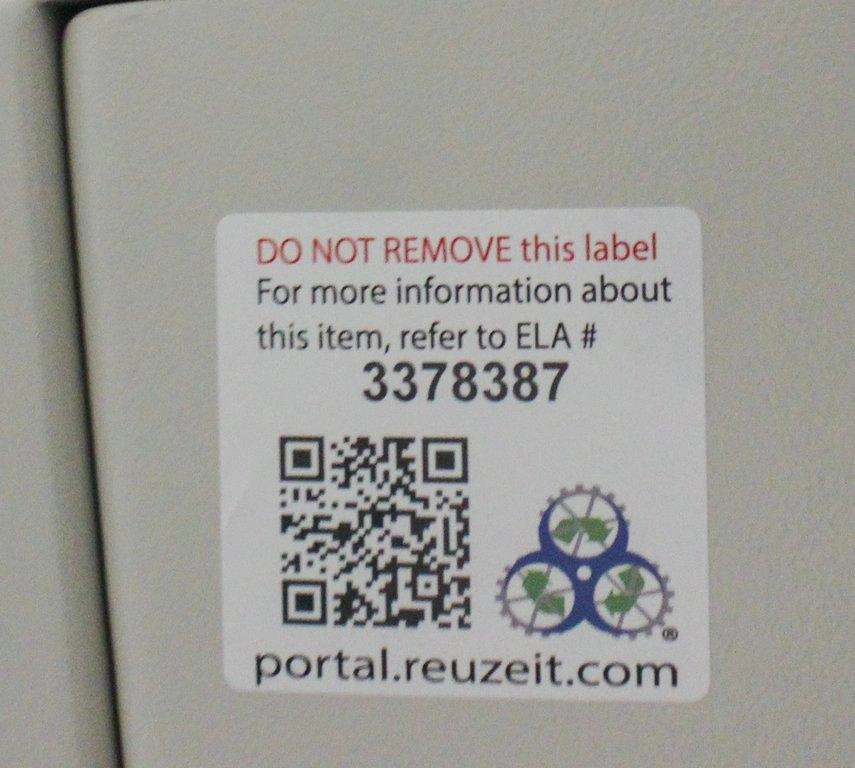 DO NOT REMOVE this label
For more information about
this item, refer to ELA #
3378387
®
portal.reuzeit.com